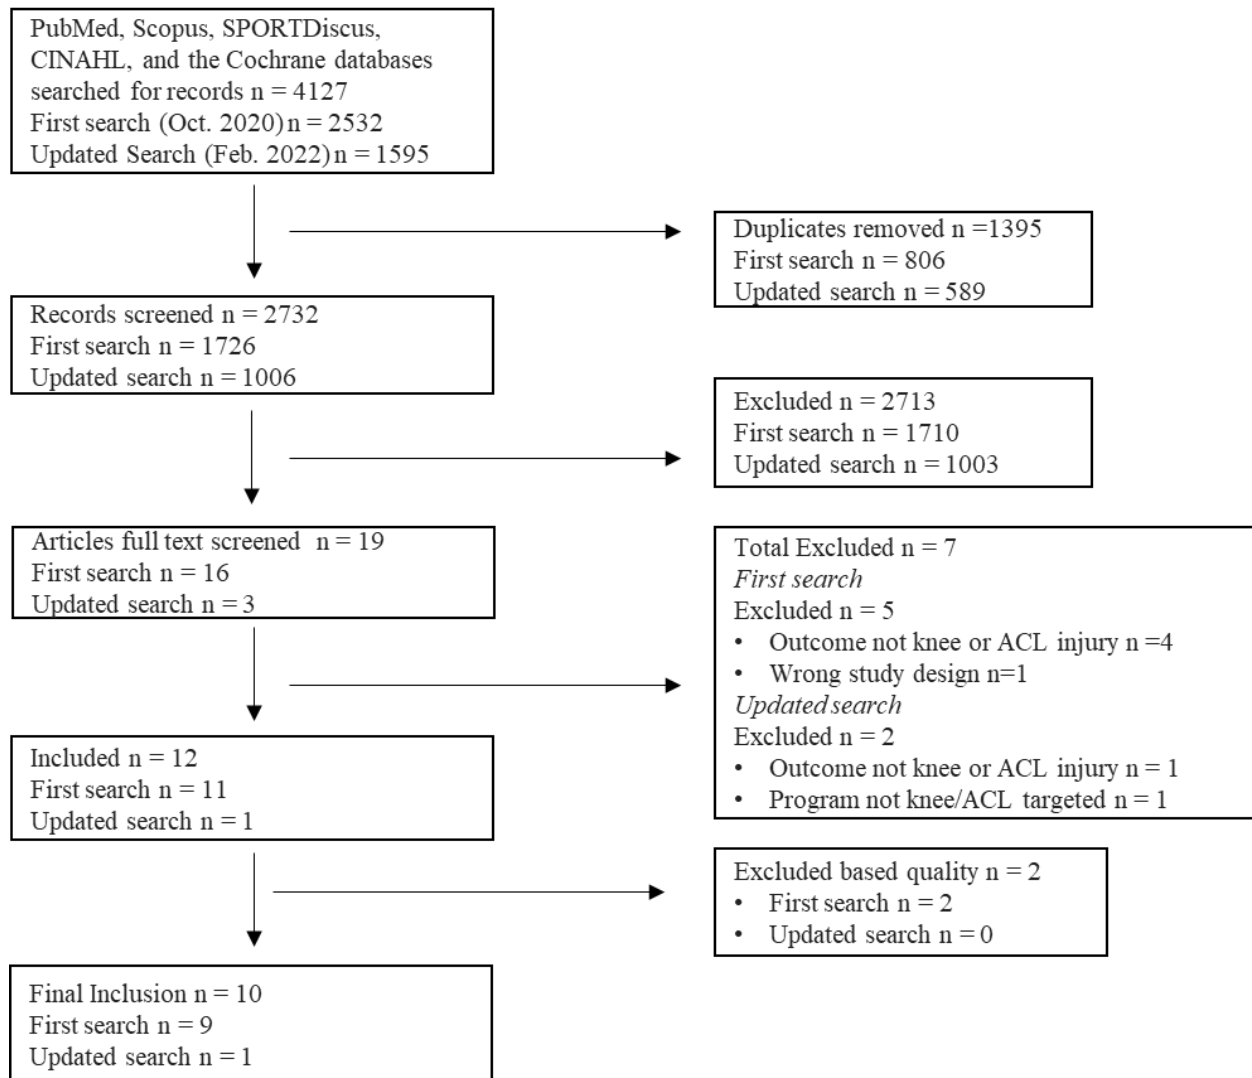 PubMed, Scopus, SPORTDiscus,
CINAHL, and the Cochrane databases
searched for records n = 4127
First search (Oct. 2020) n = 2532
Updated Search (Feb. 2022) n = 1595
Duplicates removed n =1395
First search n = 806
Updated search n = 589
Records screened n = 2732
First search n = 1726
Updated search n = 1006
Excluded n = 2713
First search n = 1710
Updated search n = 1003
Articles full text screened n = 19
First search n = 16
Updated search n = 3
Total Excluded n = 7
First search
Excluded n = 5
• Outcome not knee or ACL injury n =4
• Wrong study design n=1
Updated search
Excluded n = 2
• Outcome not knee or ACL injury n = 1
• Program not knee/ACL targeted n = 1
Included n = 12
First search n = 11
Updated search n = 1
Excluded based quality n = 2
• First search n = 2
• Updated search n = 0
Final Inclusion n = 10
First search n = 9
Updated search n = 1